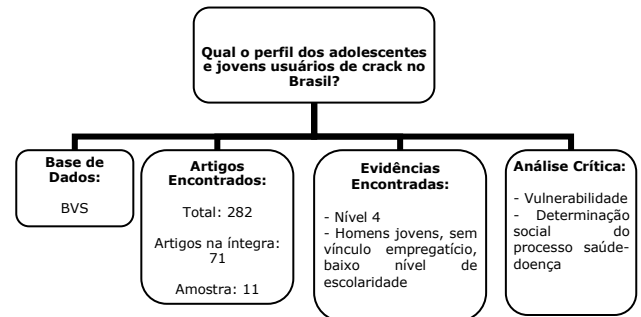 Qual o perfil dos adolescentes
e jovens usuários de crack no
Brasil?
Base de
Dados:
BVS
Artigos
Encontrados:
Total: 282
Artigos na íntegra:
71
Amostra: 11
Evidências
Encontradas:
- Nível 4
- Homens jovens, sem
vínculo empregatício,
baixo nível de
escolaridade
Análise Crítica:
- Vulnerabilidade
- Determinação
social do
processo saúde-
doença